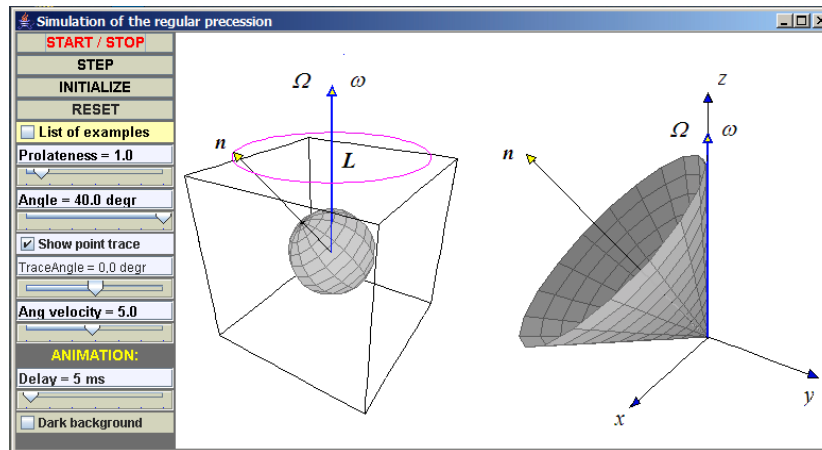 Simulation of the regular precession
START / STOP
STEP
INITIALIZE
RESET
List of examples
Prolateness = 1.0
Angle = 40.0 degr
Show point trace
TraceAngle = 0,0 degr
Ang velocity = 5.0
ANIMATION:
Delay = 5 ms
Dark background
Ω ω
n
L
z
Ω ω
n
x
y